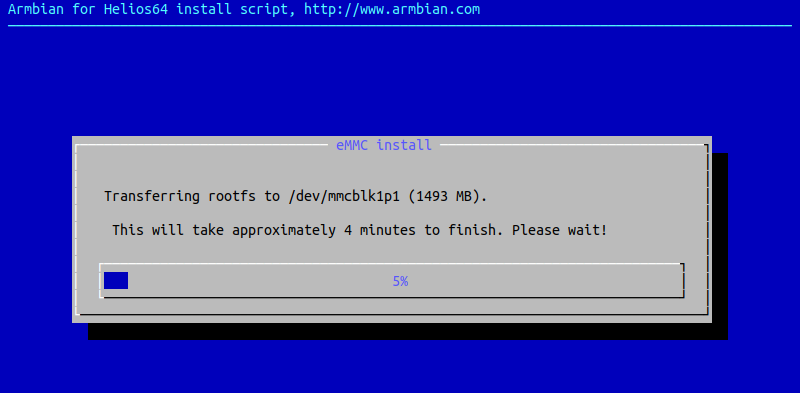 Armbian for Helios64 install script, http://www.armbian.com
eMMC install
Transferring rootfs to /dev/mmcblk1p1 (1493 MB).
This will take approximately 4 minutes to finish. Please wait!
5%